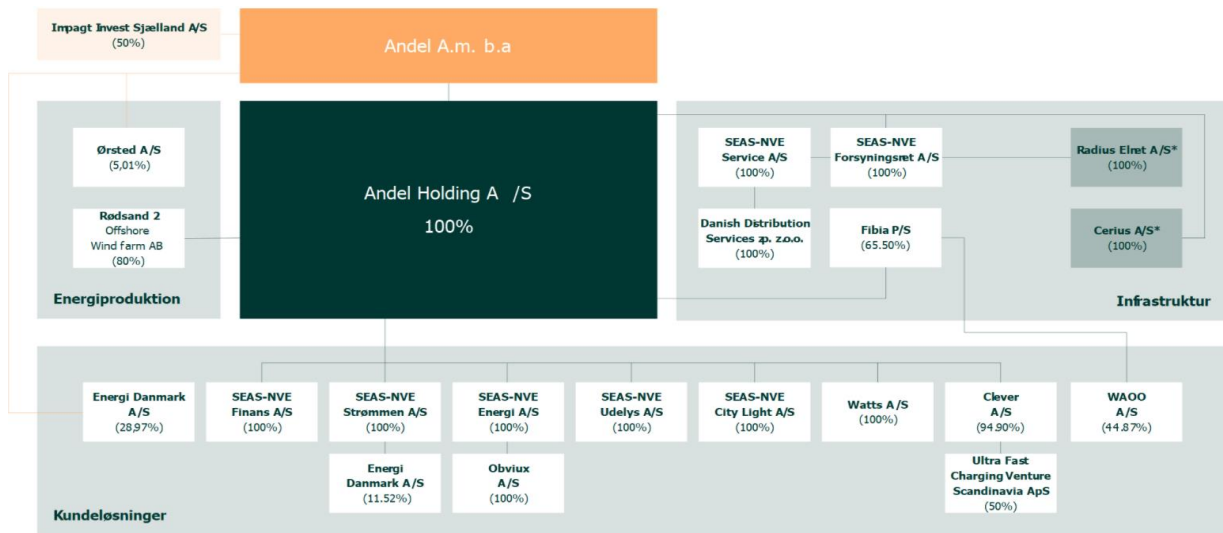 Impagt Invest Sjælland A/S
(50%)
Andel A.m. b.a
Ørsted A/S
(5,01%)
Rødsand 2
Offshore
Wind farm AB
(80%)
Energiproduktion
Andel Holding A /S
100%
SEAS-NVE
Service A/S
(100%)
SEAS-NVE
Forsyningsnet A/S
(100%)
Radius Elnet A/S*
(100%)
Danish Distribution
Services zp. z.o.o.
(100%)
Fibia P/S
(65.50%)
Cerius A/S*
(100%)
Infrastruktur
Energi Danmark
A/S
(28,97%)
SEAS-NVE
Finans A/S
(100%)
SEAS-NVE
Strømmen A/S
(100%)
SEAS-NVE
Energi A/S
(100%)
SEAS-NVE
Udelys A/S
(100%)
SEAS-NVE
City Light A/S
(100%)
Watts A/S
(100%)
Clever
A/S
(94.90%)
WAOO
A/S
(44.87%)
Energi
Danmark A/S
(11.52%)
Obviux
A/S
(100%)
Ultra Fast
Charging Venture
Scandinavia ApS
(50%)
Kundeløsninger